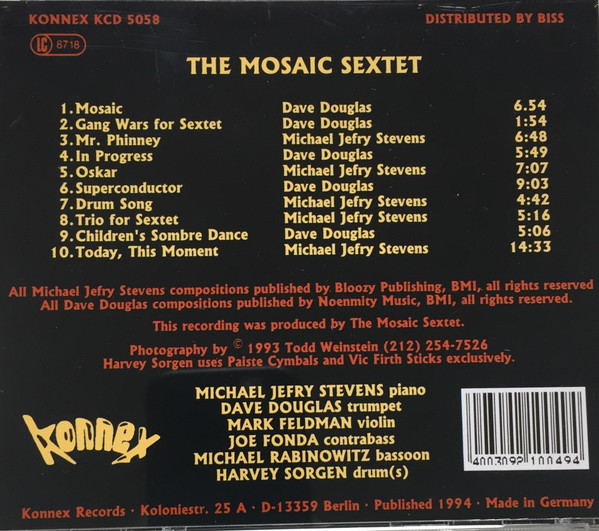 KONNEX KCD 5058 DISTRIBUTED BY BISS
LC 8718
THE MOSAIC SEXTET
1. Mosaic Dave Douglas 6.54
2. Gang Wars for Sextet Dave Douglas 1:54
3. Mr. Phinney Michael Jefry Stevens 6:48
4. In Progress Dave Douglas 5:49
5. Oskar Michael Jefry Stevens 7:07
6. Superconductor Dave Douglas 9:03
7. Drum Song Michael Jefry Stevens 4:42
8. Trio for Sextet Michael Jefry Stevens 5:16
9. Children's Sombre Dance Dave Douglas 5:06
10. Today, This Moment Michael Jefry Stevens 14:33
All Michael Jefry Stevens compositions published by Bloozy Publishing, BMI, all rights reserved
All Dave Douglas compositions published by Noenmity Music, BMI, all rights reserved.
This recording was produced by The Mosaic Sextet.
Photography by © 1993 Todd Weinstein (212) 254-7526
Harvey Sorgen uses Paiste Cymbals and Vic Firth Sticks exclusively.
MICHAEL JEFRY STEVENS piano
DAVE DOUGLAS trumpet
MARK FELDMAN violin
JOE FONDA contrabass
MICHAEL RABINOWITZ bassoon
HARVEY SORGEN drum(s)
Konnex
4003092 100494
Konnex Records · Koloniestr. 25 A · D-13359 Berlin · Published 1994 · Made in Germany